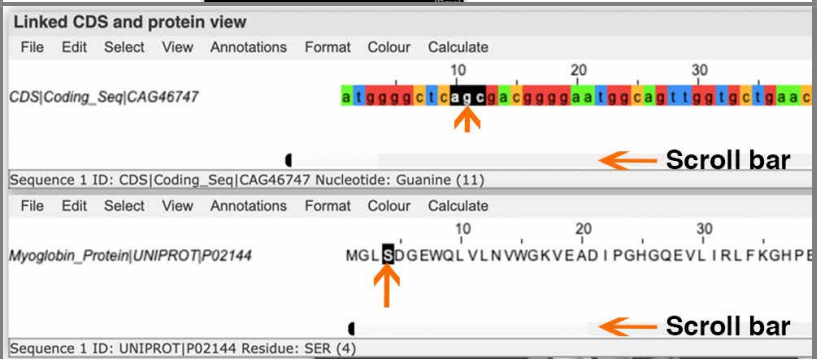 Linked CDS and protein view
File Edit Select View Annotations Format Colour Calculate
10 20 30
CDS|Coding_Seq|CAG46747 atggggctcagcgacggggaatggcagttggtgctgaac
Scroll bar
Sequence 1 ID: CDS|Coding_Seq|CAG46747 Nucleotide: Guanine (11)
File Edit Select View Annotations Format Colour Calculate
10 20 30
Myoglobin_Protein|UNIPROT|P02144 MGLSDGEWQLVLNVWGKVEADIPGHGQEVLIRLFKGHPE
Scroll bar
Sequence 1 ID: UNIPROT|P02144 Residue: SER (4)